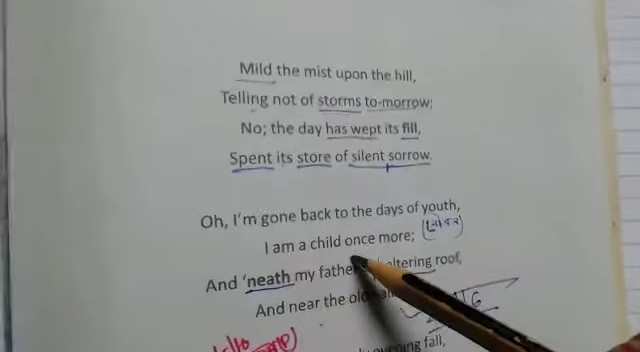 Mild the mist upon the hill,
Telling not of storms to-morrow;
No; the day has wept its fill,
Spent its store of silent sorrow.
Oh, I'm gone back to the days of youth,
I am a child once more;
And 'neath my father sheltering roof,
And near the old
evening fall,